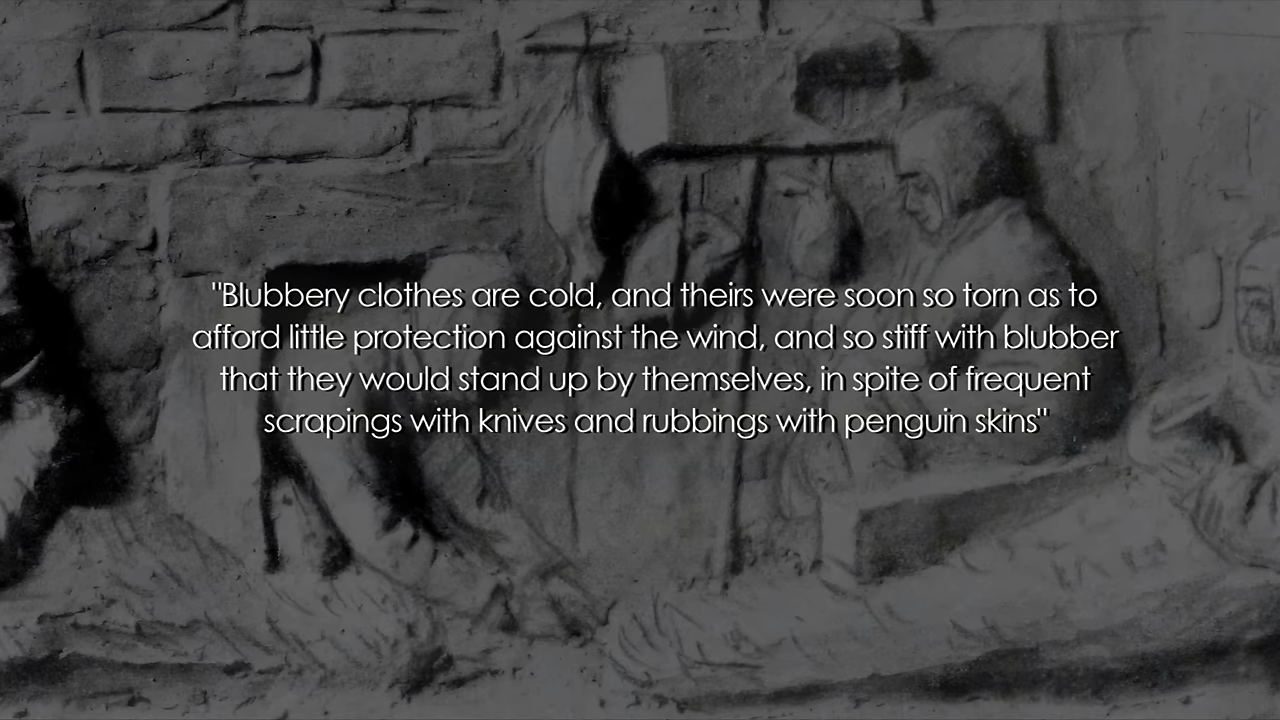 "Blubbery clothes are cold, and theirs were soon so torn as to
afford little protection against the wind, and so stiff with blubber
that they would stand up by themselves, in spite of frequent
scrapings with knives and rubbings with penguin skins"